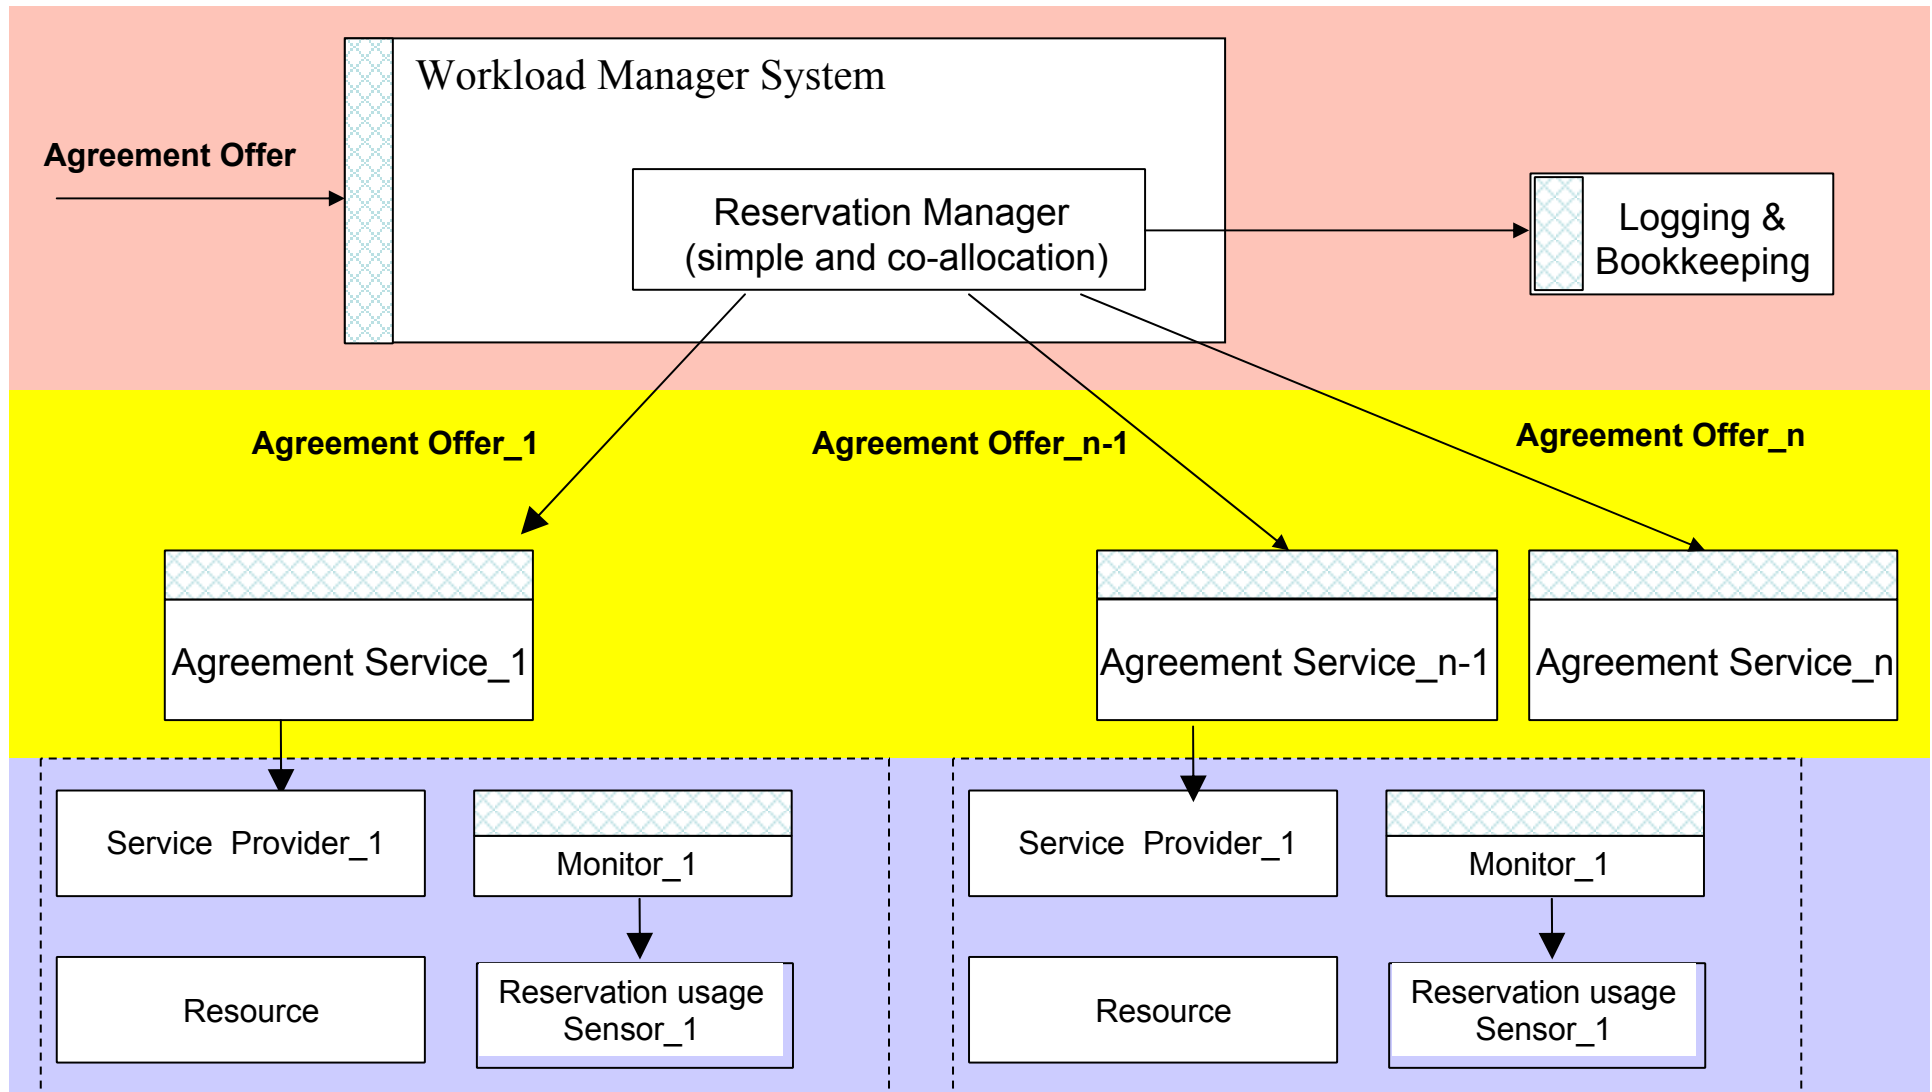 Workload Manager System
Agreement Offer
Reservation Manager
(simple and co-allocation)
Logging &
Bookkeeping
Agreement Offer_1
Agreement Offer_n-1
Agreement Offer_n
Agreement Service_1
Agreement Service_n-1
Agreement Service_n
Service Provider_1
Monitor_1
Service Provider_1
Monitor_1
Resource
Reservation usage
Sensor_1
Resource
Reservation usage
Sensor_1